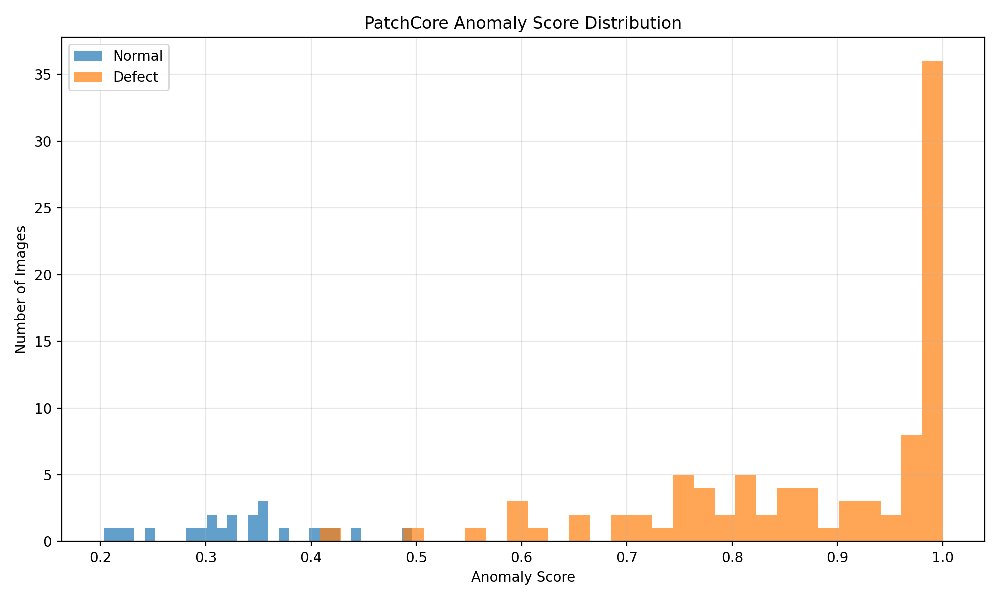 PatchCore Anomaly Score Distribution
Normal
Defect
Number of Images
35
30
25
20
15
10
5
0
0.2 0.3 0.4 0.5 0.6 0.7 0.8 0.9 1.0
Anomaly Score